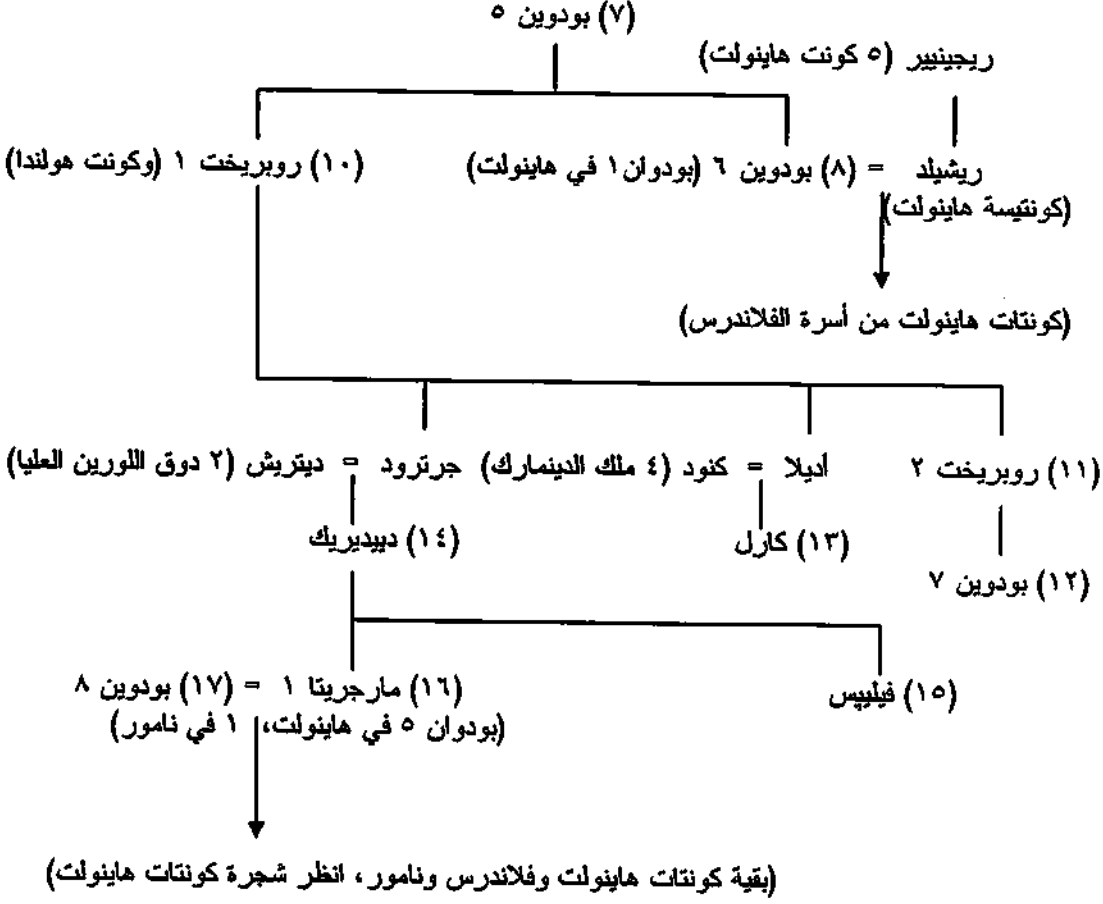 (٧) بودوين ٥
ريجينيير (٥ كونت هاينولت)
ريشيلد = (٨) بودوين ٦ (بودوان ١ في هاينولت)
(١٠) روبريخت ١ (وكونت هولندا)
(كونتيسة هاينولت)
(كونتات هاينولت من أسرة الفلاندرس)
(١١) روبريخت ٢
أديلا = كنود (٤ ملك الدينمارك)
جرترود = ديتريش (٢ دوق اللورين العليا)
(١٢) بودوين ٧
(١٣) كارل
(١٤) ديديريك
(١٥) فيليپس
(١٦) مارجريتا ١ = (١٧) بودوين ٨
(بودوان ٥ في هاينولت، ١ في نامور)
(بقية كونتات هاينولت وفلاندرس ونامور، انظر شجرة كونتات هاينولت)